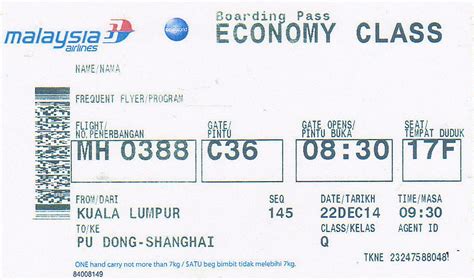 malaysia
airlines
Boarding Pass
ECONOMY CLASS
NAME/NAMA
FREQUENT FLYER/PROGRAM
FLIGHT/ GATE/ GATE OPENS/ SEAT/
NO.PENERBANGAN PINTU PINTU BUKA TEMPAT DUDUK
MH 0388 C36 08:30 17F
FROM/DARI SEQ DATE/TARIKH TIME/MASA
KUALA LUMPUR 145 22DEC14 09:30
TO/KE CLASS/KELAS AGENT ID
PU DONG-SHANGHAI Q
TKNE 23247588048
ONE hand carry not more than 7kg / SATU beg bimbit tidak melebihi 7kg.
84008149